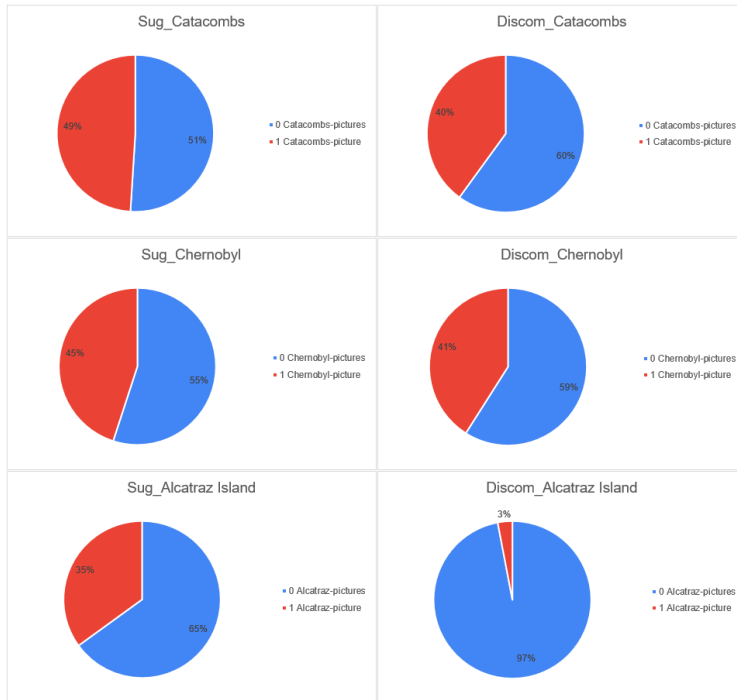 Sug_Catacombs
49%
51%
0 Catacombs-pictures
1 Catacombs-picture
Discom_Catacombs
40%
60%
0 Catacombs-pictures
1 Catacombs-picture
Sug_Chernobyl
45%
55%
0 Chernobyl-pictures
1 Chernobyl-picture
Discom_Chernobyl
41%
59%
0 Chernobyl-pictures
1 Chernobyl-picture
Sug_Alcatraz Island
35%
65%
0 Alcatraz-pictures
1 Alcatraz-picture
Discom_Alcatraz Island
3%
97%
0 Alcatraz-pictures
1 Alcatraz-picture